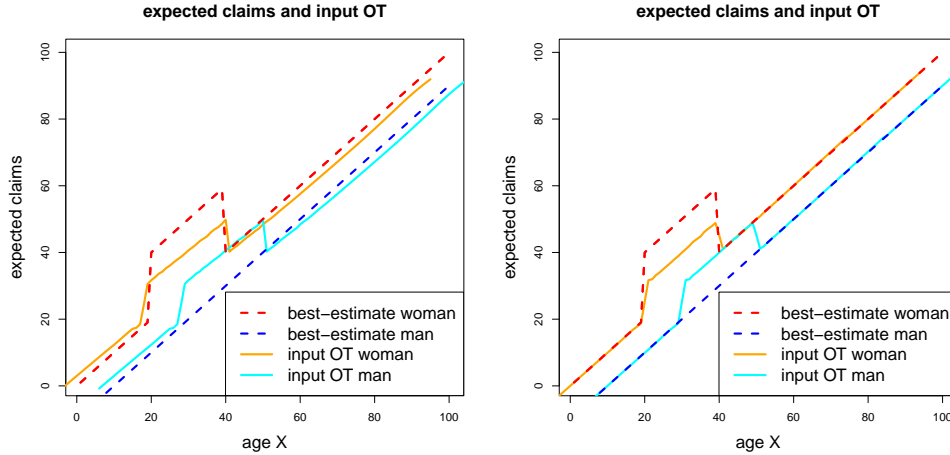 expected claims and input OT
expected claims
100
80
60
40
20
0
best−estimate woman
best−estimate man
input OT woman
input OT man
0 20 40 60 80 100
age X
expected claims and input OT
expected claims
100
80
60
40
20
0
best−estimate woman
best−estimate man
input OT woman
input OT man
0 20 40 60 80 100
age X